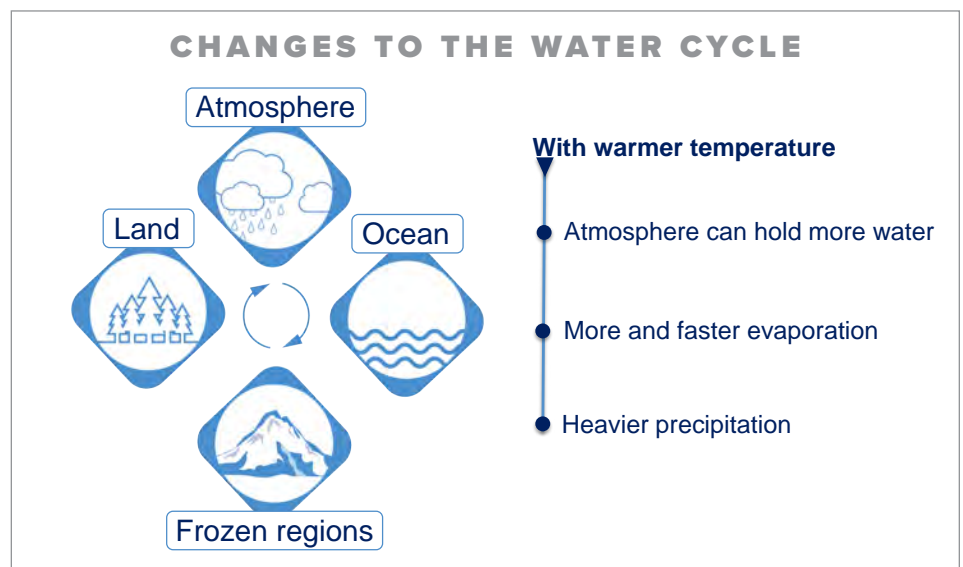 CHANGES TO THE WATER CYCLE
Atmosphere
Land
Ocean
Frozen regions
With warmer temperature
Atmosphere can hold more water
More and faster evaporation
Heavier precipitation